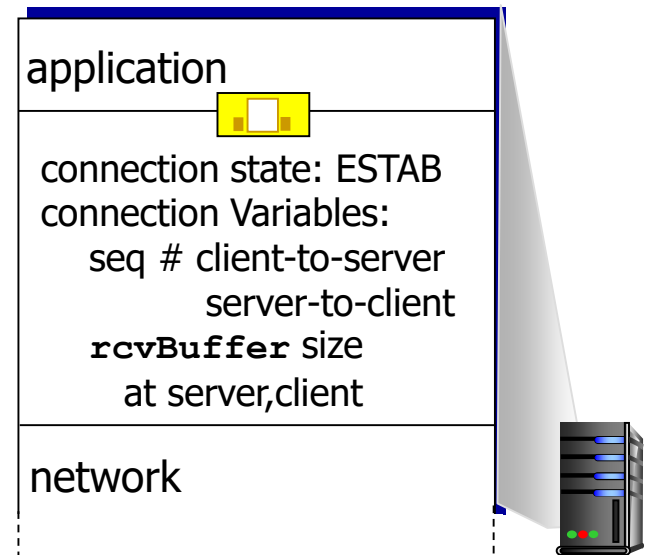 application
connection state: ESTAB
connection Variables:
seq # client-to-server
server-to-client
rcvBuffer size
at server,client
network